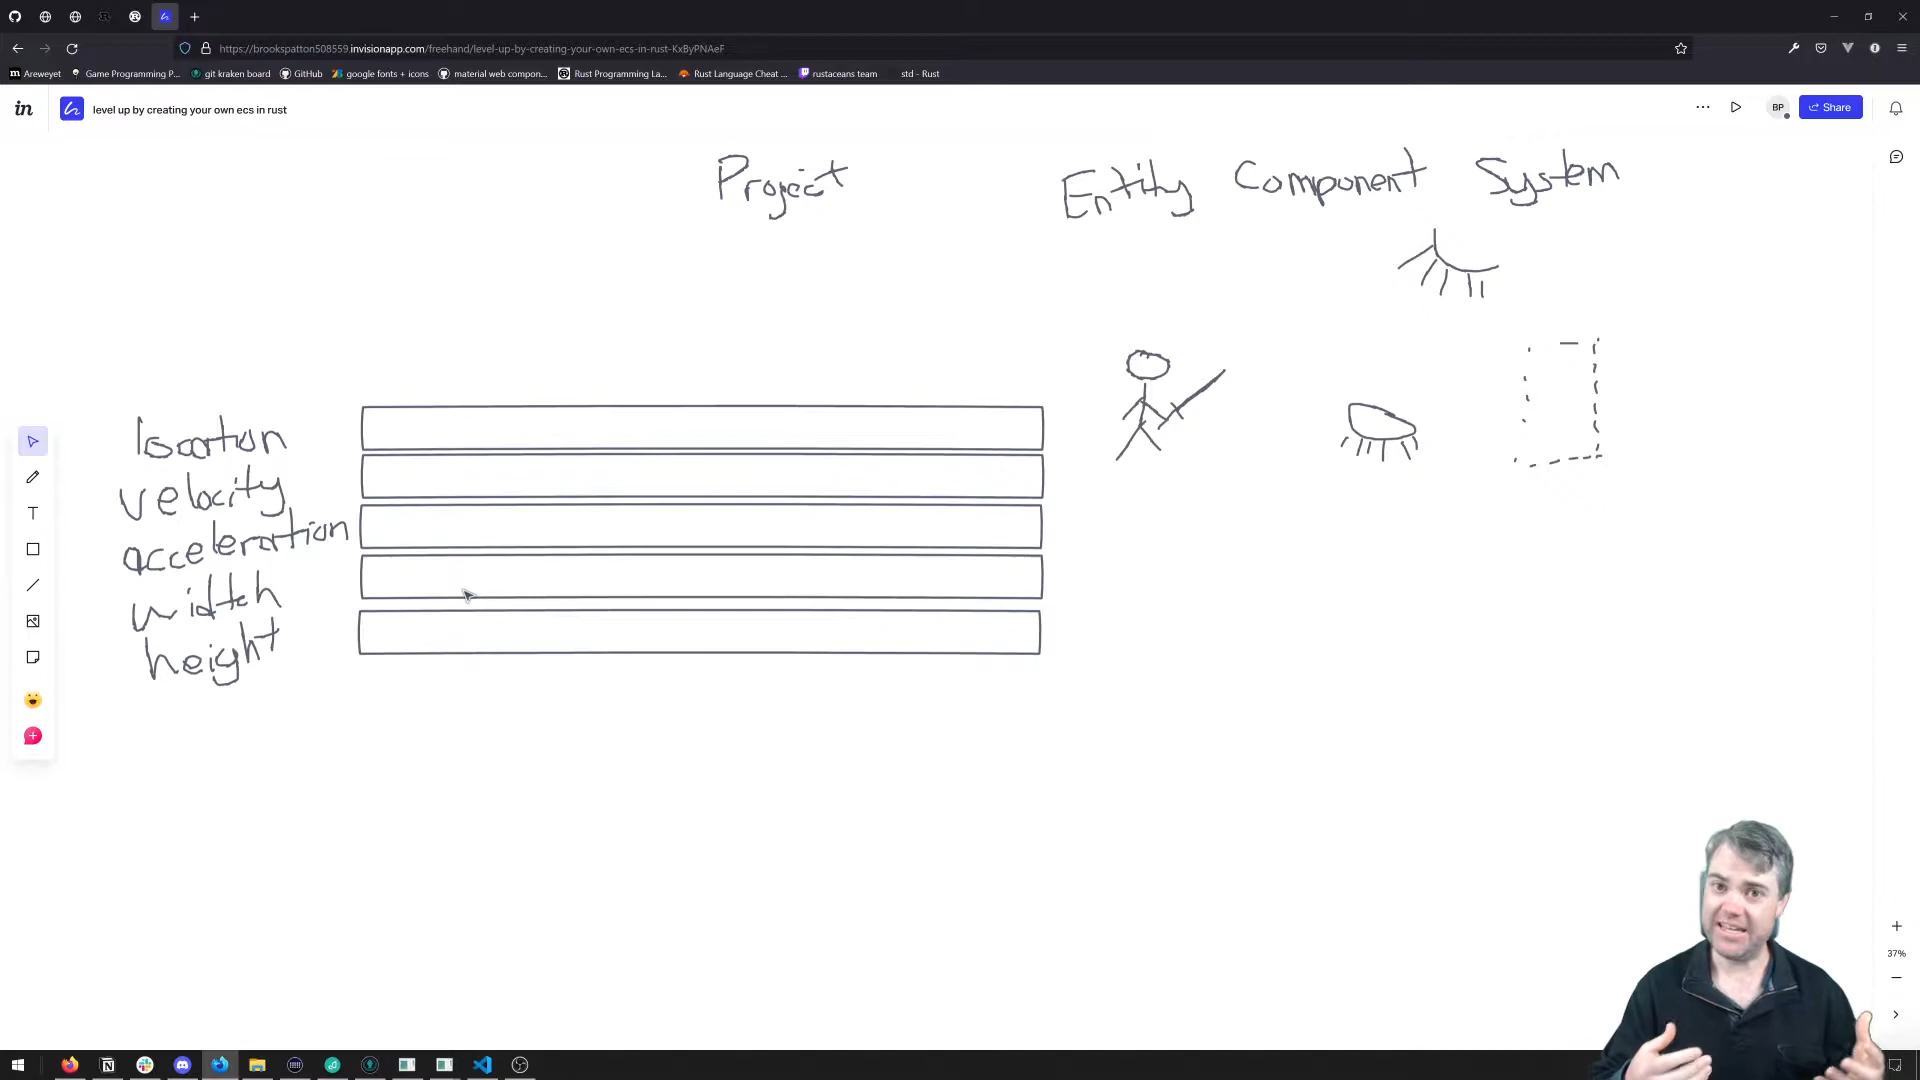 https://brookspatton508559.invisionapp.com/freehand/level-up-by-creating-your-own-ecs-in-rust-KxByPNAeF
m Areweyet
Game Programming P...
git kraken board
GitHub
google fonts + icons
material web compon...
Rust Programming La...
Rust Language Cheat ...
rustaceans team
std - Rust
in
level up by creating your own ecs in rust
BP
Share
Project
Entity Component System
location
velocity
acceleration
width
height
T
37%